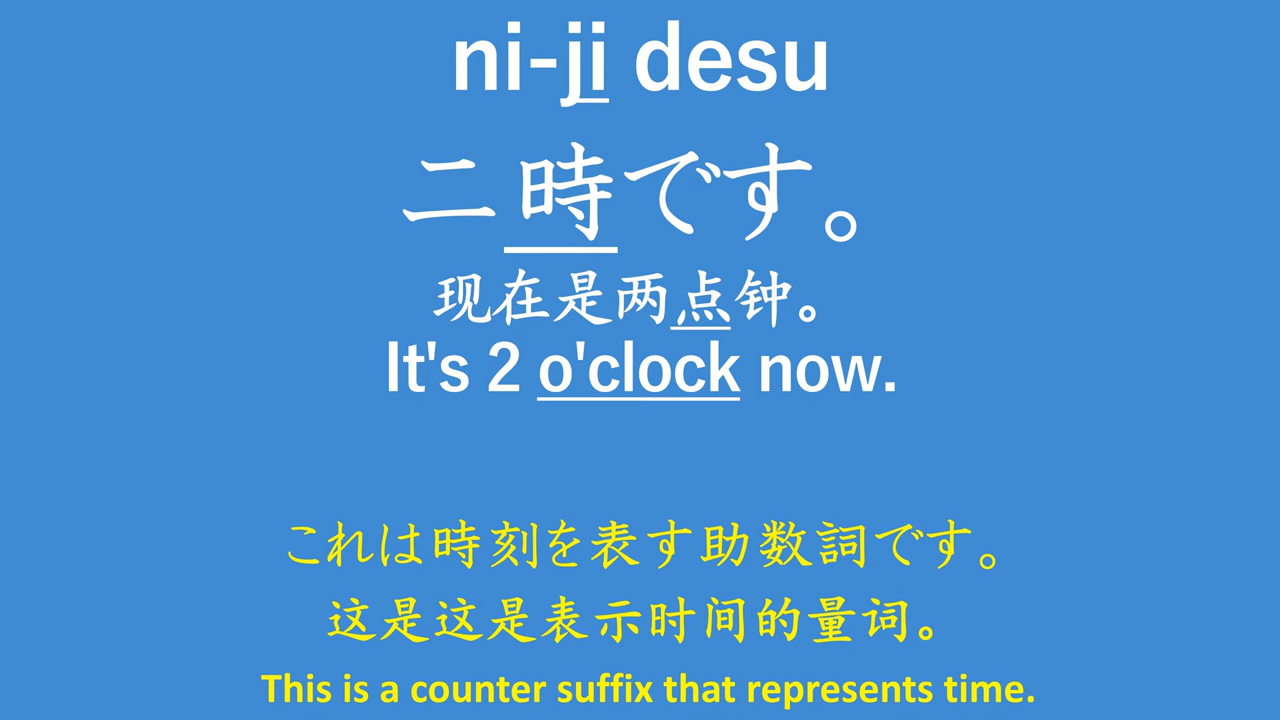 ni-ji desu
二時です。
现在是两点钟。
It's 2 o'clock now.
これは時刻を表す助数詞です。
这是这是表示时间的量词。
This is a counter suffix that represents time.